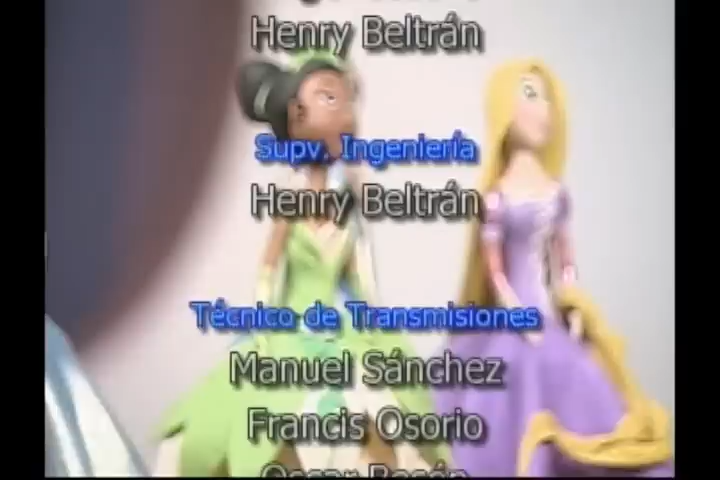 Henry Beltrán
Supv. Ingeniería
Henry Beltrán
Técnico de Transmisiones
Manuel Sánchez
Francis Osorio